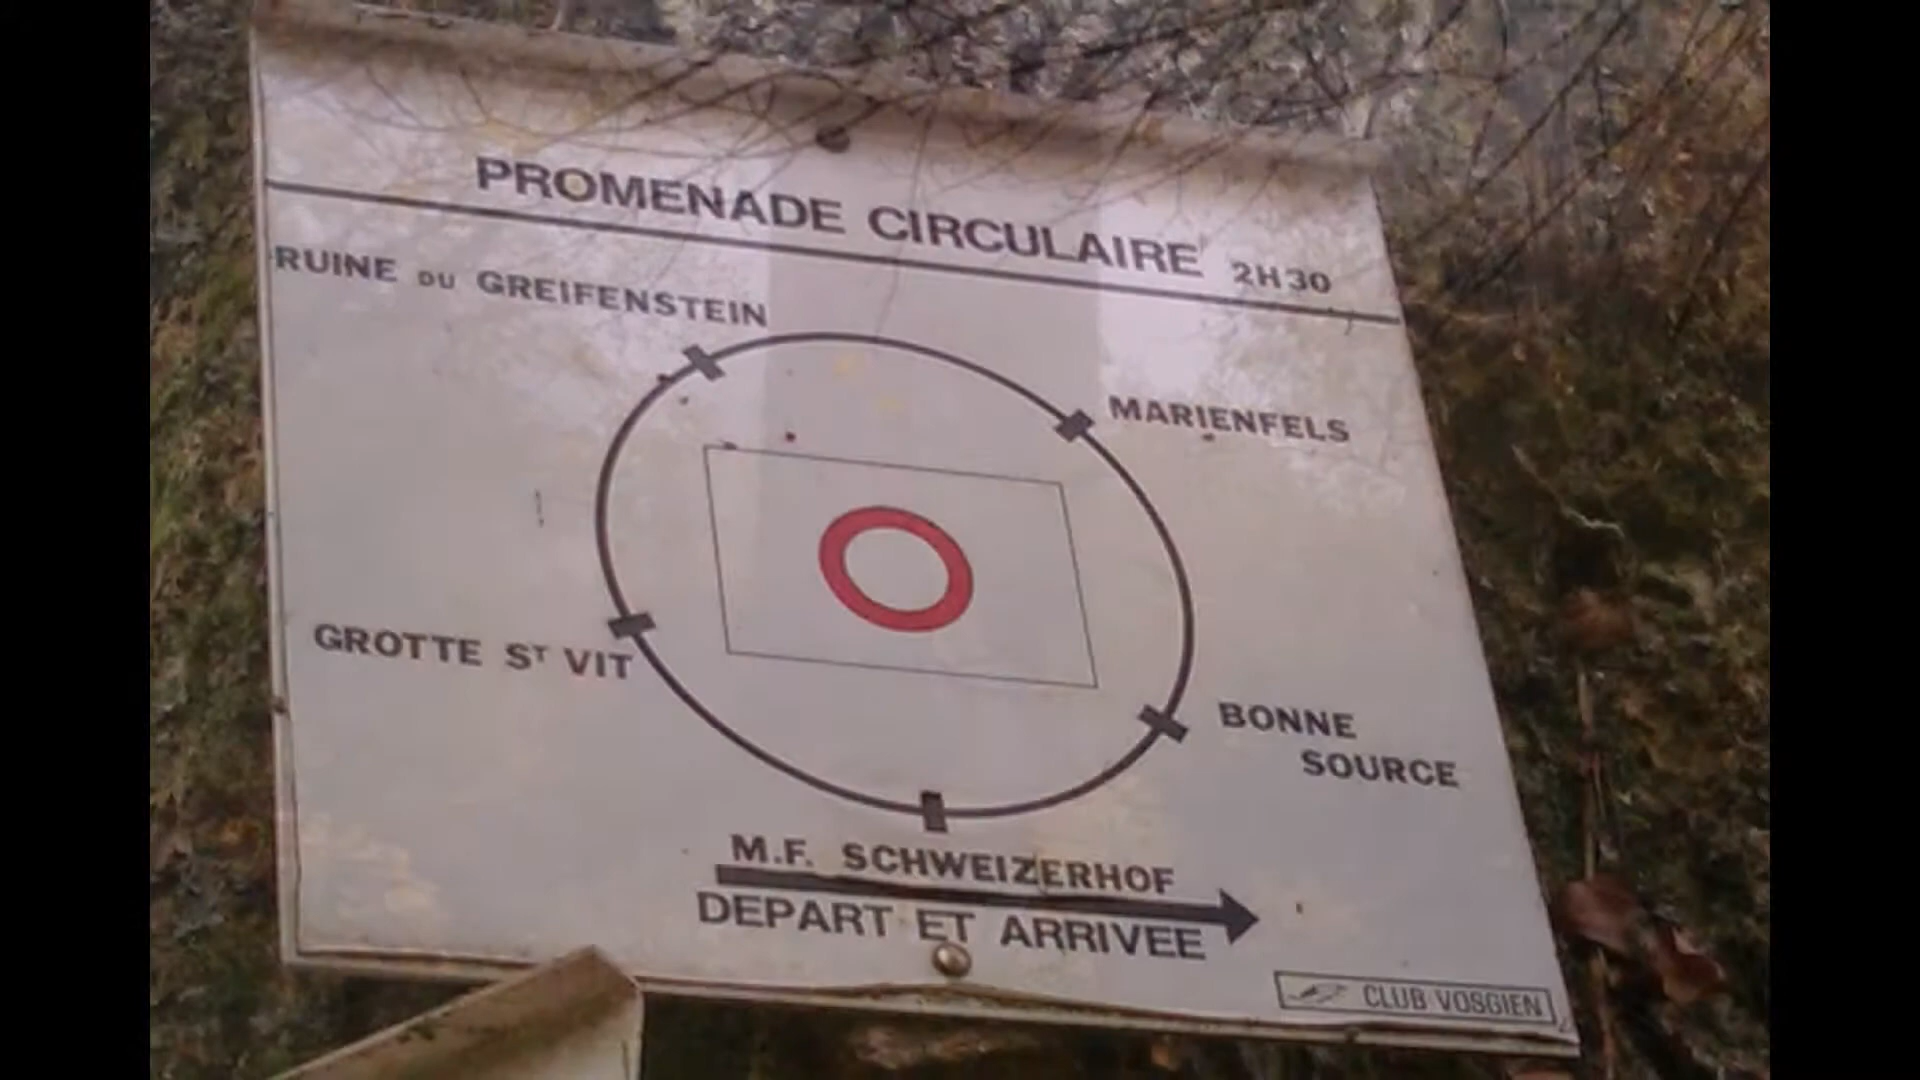 PROMENADE CIRCULAIRE 2H30
RUINE DU GREIFENSTEIN
MARIENFELS
GROTTE ST VIT
BONNE
SOURCE
M.F. SCHWEIZERHOF
DEPART ET ARRIVEE
CLUB VOSGIEN